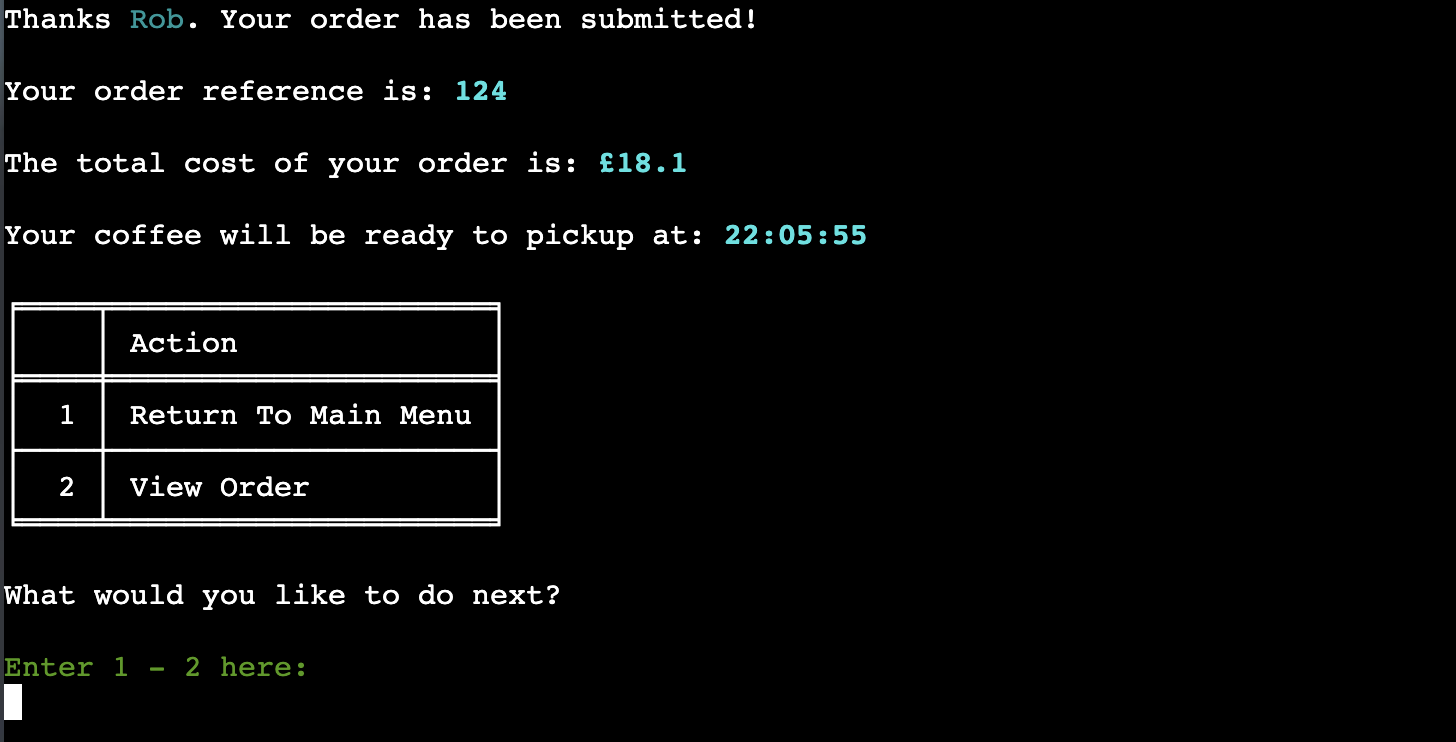 Thanks Rob. Your order has been submitted!
Your order reference is: 124
The total cost of your order is: £18.1
Your coffee will be ready to pickup at: 22:05:55
Action
1 Return To Main Menu
2 View Order
What would you like to do next?
Enter 1 - 2 here: